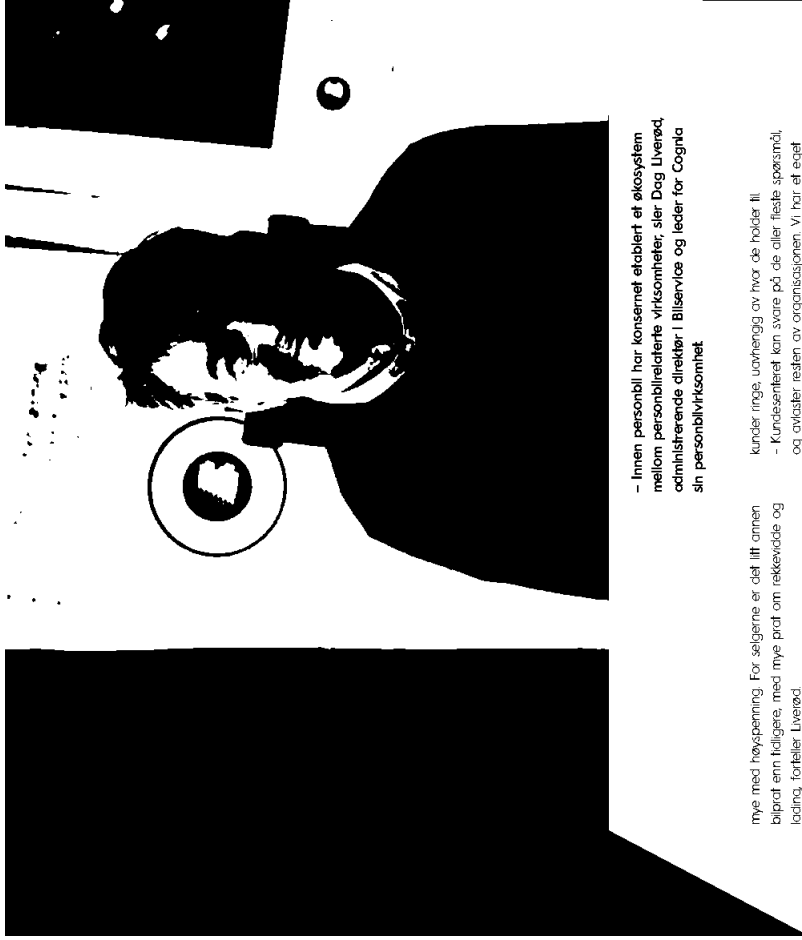 – Innen personbil har konsernet etablert et økosystem
mellom personbilrelaterte virksomheter, sier Dag Liverød,
administrerende direktør i Bilservice og leder for Cognia
sin personbilvirksomhet.
mye med høyspenning. For selgerne er det litt annen
bilprat enn tidligere, med mye prat om rekkevidde og
lading, forteller Liverød.
kunder ringe, uavhengig av hvor de holder til.
- Kundesenteret kan svare på de aller fleste spørsmål,
og avlaster resten av organisasjonen. Vi har et eget